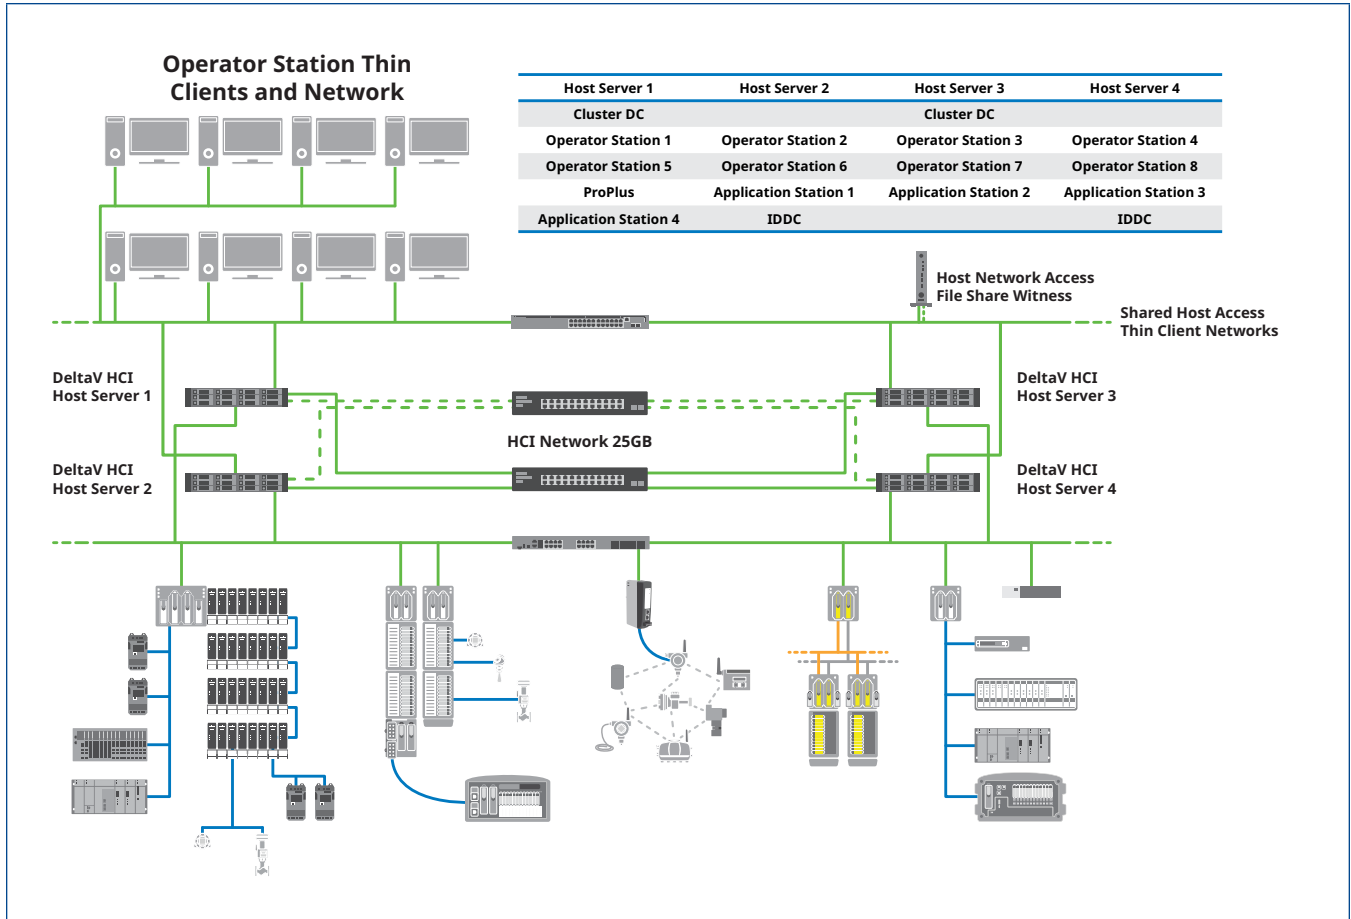 Operator Station Thin
Clients and Network
Host Server 1 Host Server 2 Host Server 3 Host Server 4
Cluster DC Cluster DC
Operator Station 1 Operator Station 2 Operator Station 3 Operator Station 4
Operator Station 5 Operator Station 6 Operator Station 7 Operator Station 8
ProPlus Application Station 1 Application Station 2 Application Station 3
Application Station 4 IDDC IDDC
Host Network Access
File Share Witness
Shared Host Access
Thin Client Networks
DeltaV HCI
Host Server 1
DeltaV HCI
Host Server 3
HCI Network 25GB
DeltaV HCI
Host Server 2
DeltaV HCI
Host Server 4